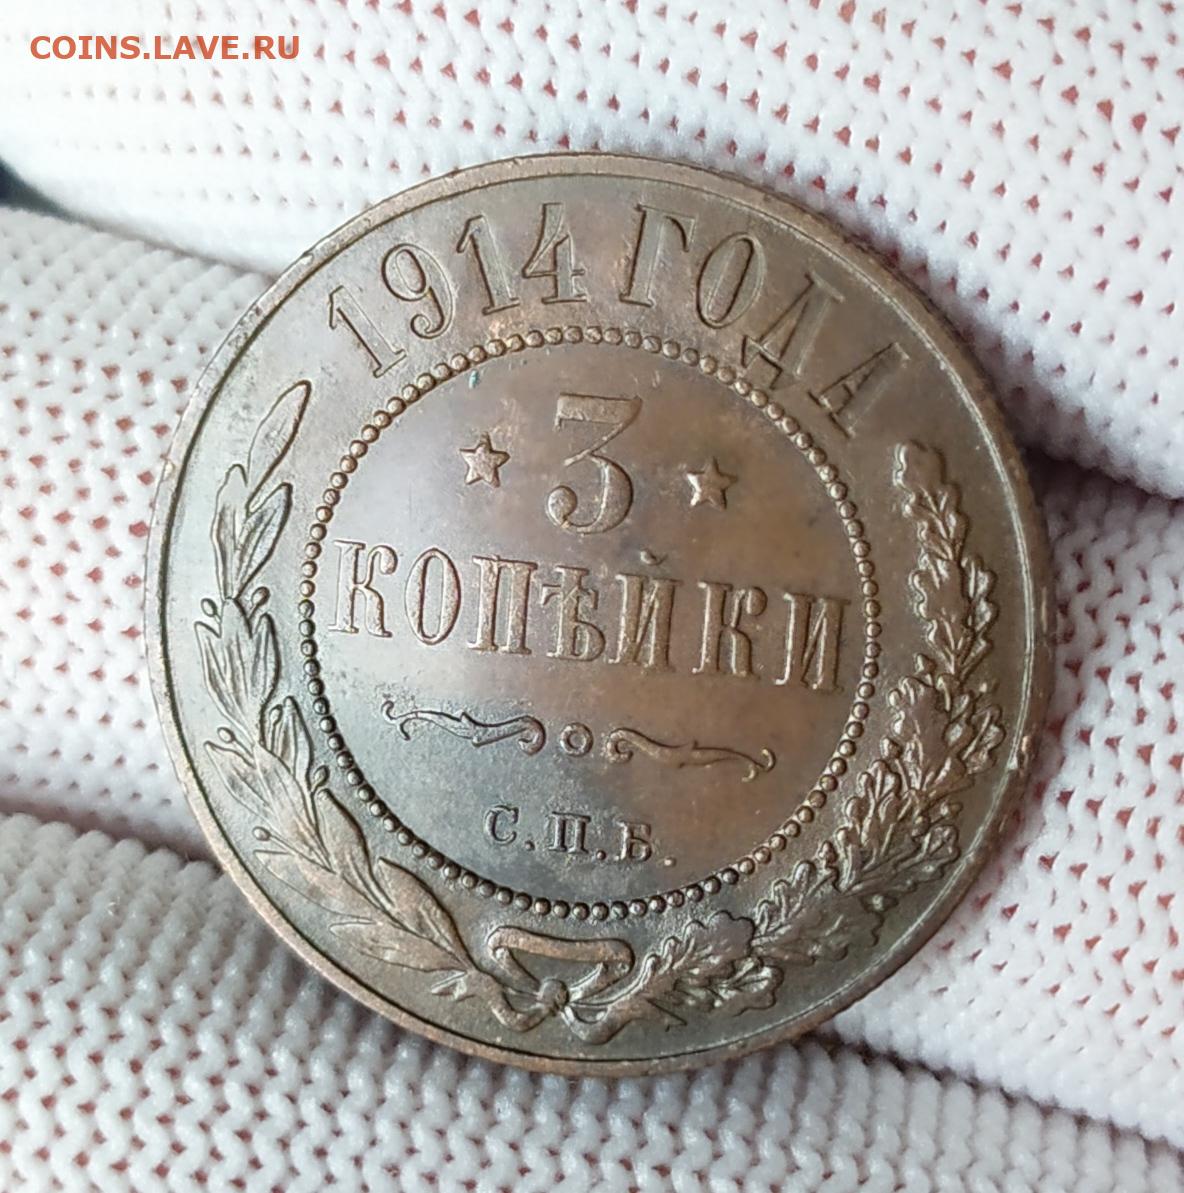 COINS.LAVE.RU
1914 ГОДА
3
КОПѢЙКИ
С.П.Б.